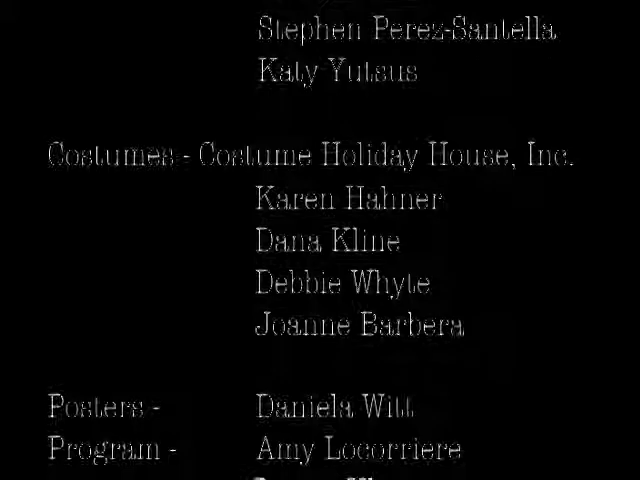 Stephen Perez-Santella
Katy Yutsus
Costumes - Costume Holiday House, Inc.
Karen Hahner
Dana Kline
Debbie Whyte
Joanne Barbera
Posters - Daniela Witt
Program - Amy Locorriere